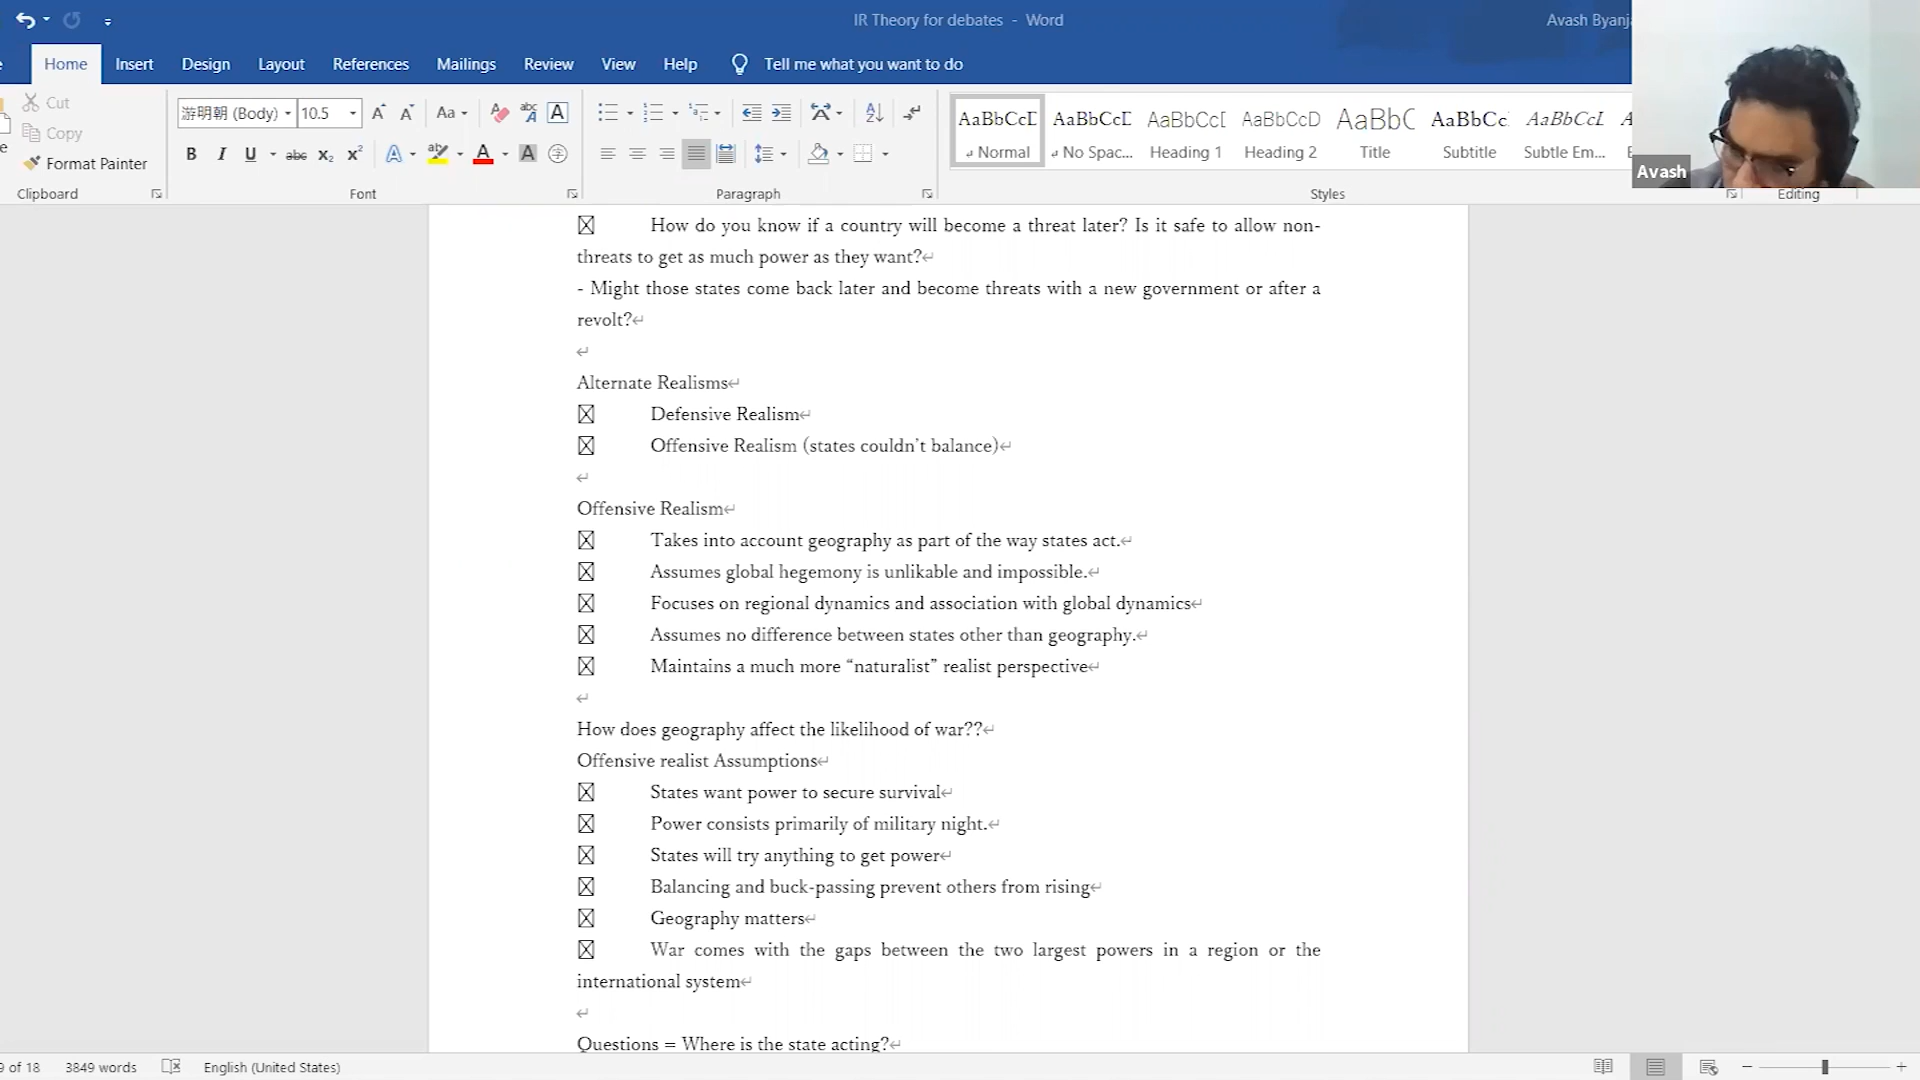 IR Theory for debates - Word
Avash Byanj
Home Insert Design Layout References Mailings Review View Help Tell me what you want to do
Cut
Copy
Format Painter
Clipboard
游明朝 (Body) 10.5
Font
Paragraph
AaBbCcD AaBbCcD AaBbCcD AaBbCcD AaBbC AaBbCc AaBbCcL
Normal No Spac... Heading 1 Heading 2 Title Subtitle Subtle Em...
Styles
Editing
Avash
How do you know if a country will become a threat later? Is it safe to allow non-
threats to get as much power as they want?
- Might those states come back later and become threats with a new government or after a
revolt?
Alternate Realisms
Defensive Realism
Offensive Realism (states couldn't balance)
Offensive Realism
Takes into account geography as part of the way states act.
Assumes global hegemony is unlikable and impossible.
Focuses on regional dynamics and association with global dynamics
Assumes no difference between states other than geography.
Maintains a much more “naturalist” realist perspective
How does geography affect the likelihood of war??
Offensive realist Assumptions
States want power to secure survival
Power consists primarily of military night.
States will try anything to get power
Balancing and buck-passing prevent others from rising
Geography matters
War comes with the gaps between the two largest powers in a region or the
international system
Questions = Where is the state acting?
9 of 18 3849 words English (United States)